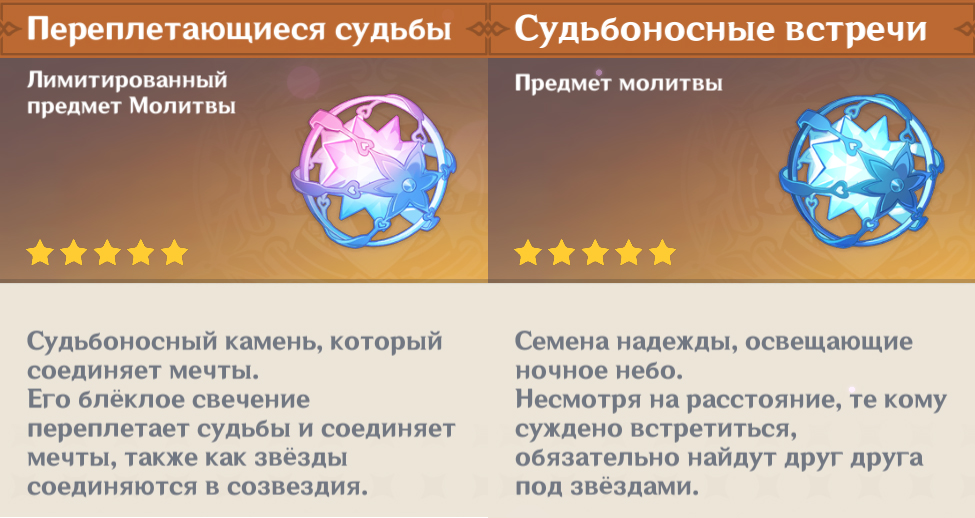 Переплетающиеся судьбы
Лимитированный
предмет Молитвы
Судьбоносный камень, который
соединяет мечты.
Его блёклое свечение
переплетает судьбы и соединяет
мечты, также как звёзды
соединяются в созвездия.
Судьбоносные встречи
Предмет молитвы
Семена надежды, освещающие
ночное небо.
Несмотря на расстояние, те кому
суждено встретиться,
обязательно найдут друг друга
под звёздами.